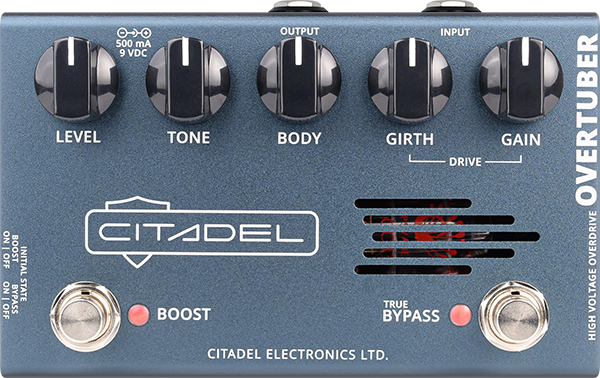 OUTPUT
INPUT
500 mA
9 VDC
LEVEL
TONE
BODY
GIRTH
GAIN
DRIVE
HIGH VOLTAGE OVERDRIVE
OVERTUBER
CITADEL
INITIAL STATE
BOOST BYPASS
ON | OFF ON | OFF
BOOST
TRUE
BYPASS
CITADEL ELECTRONICS LTD.